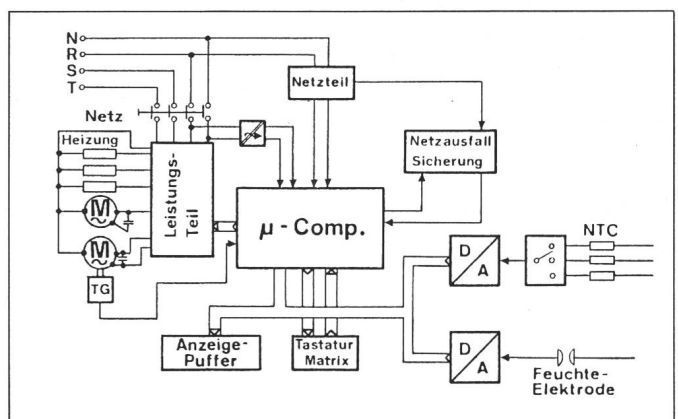 N
R
S
T
Netz
Heizung
Netzteil
Netzausfall
Sicherung
Leistungs-
Teil
M
M
TG
µ - Comp.
NTC
D
A
D
A
Anzeige-
Puffer
Tastatur
Matrix
Feuchte-
Elektrode